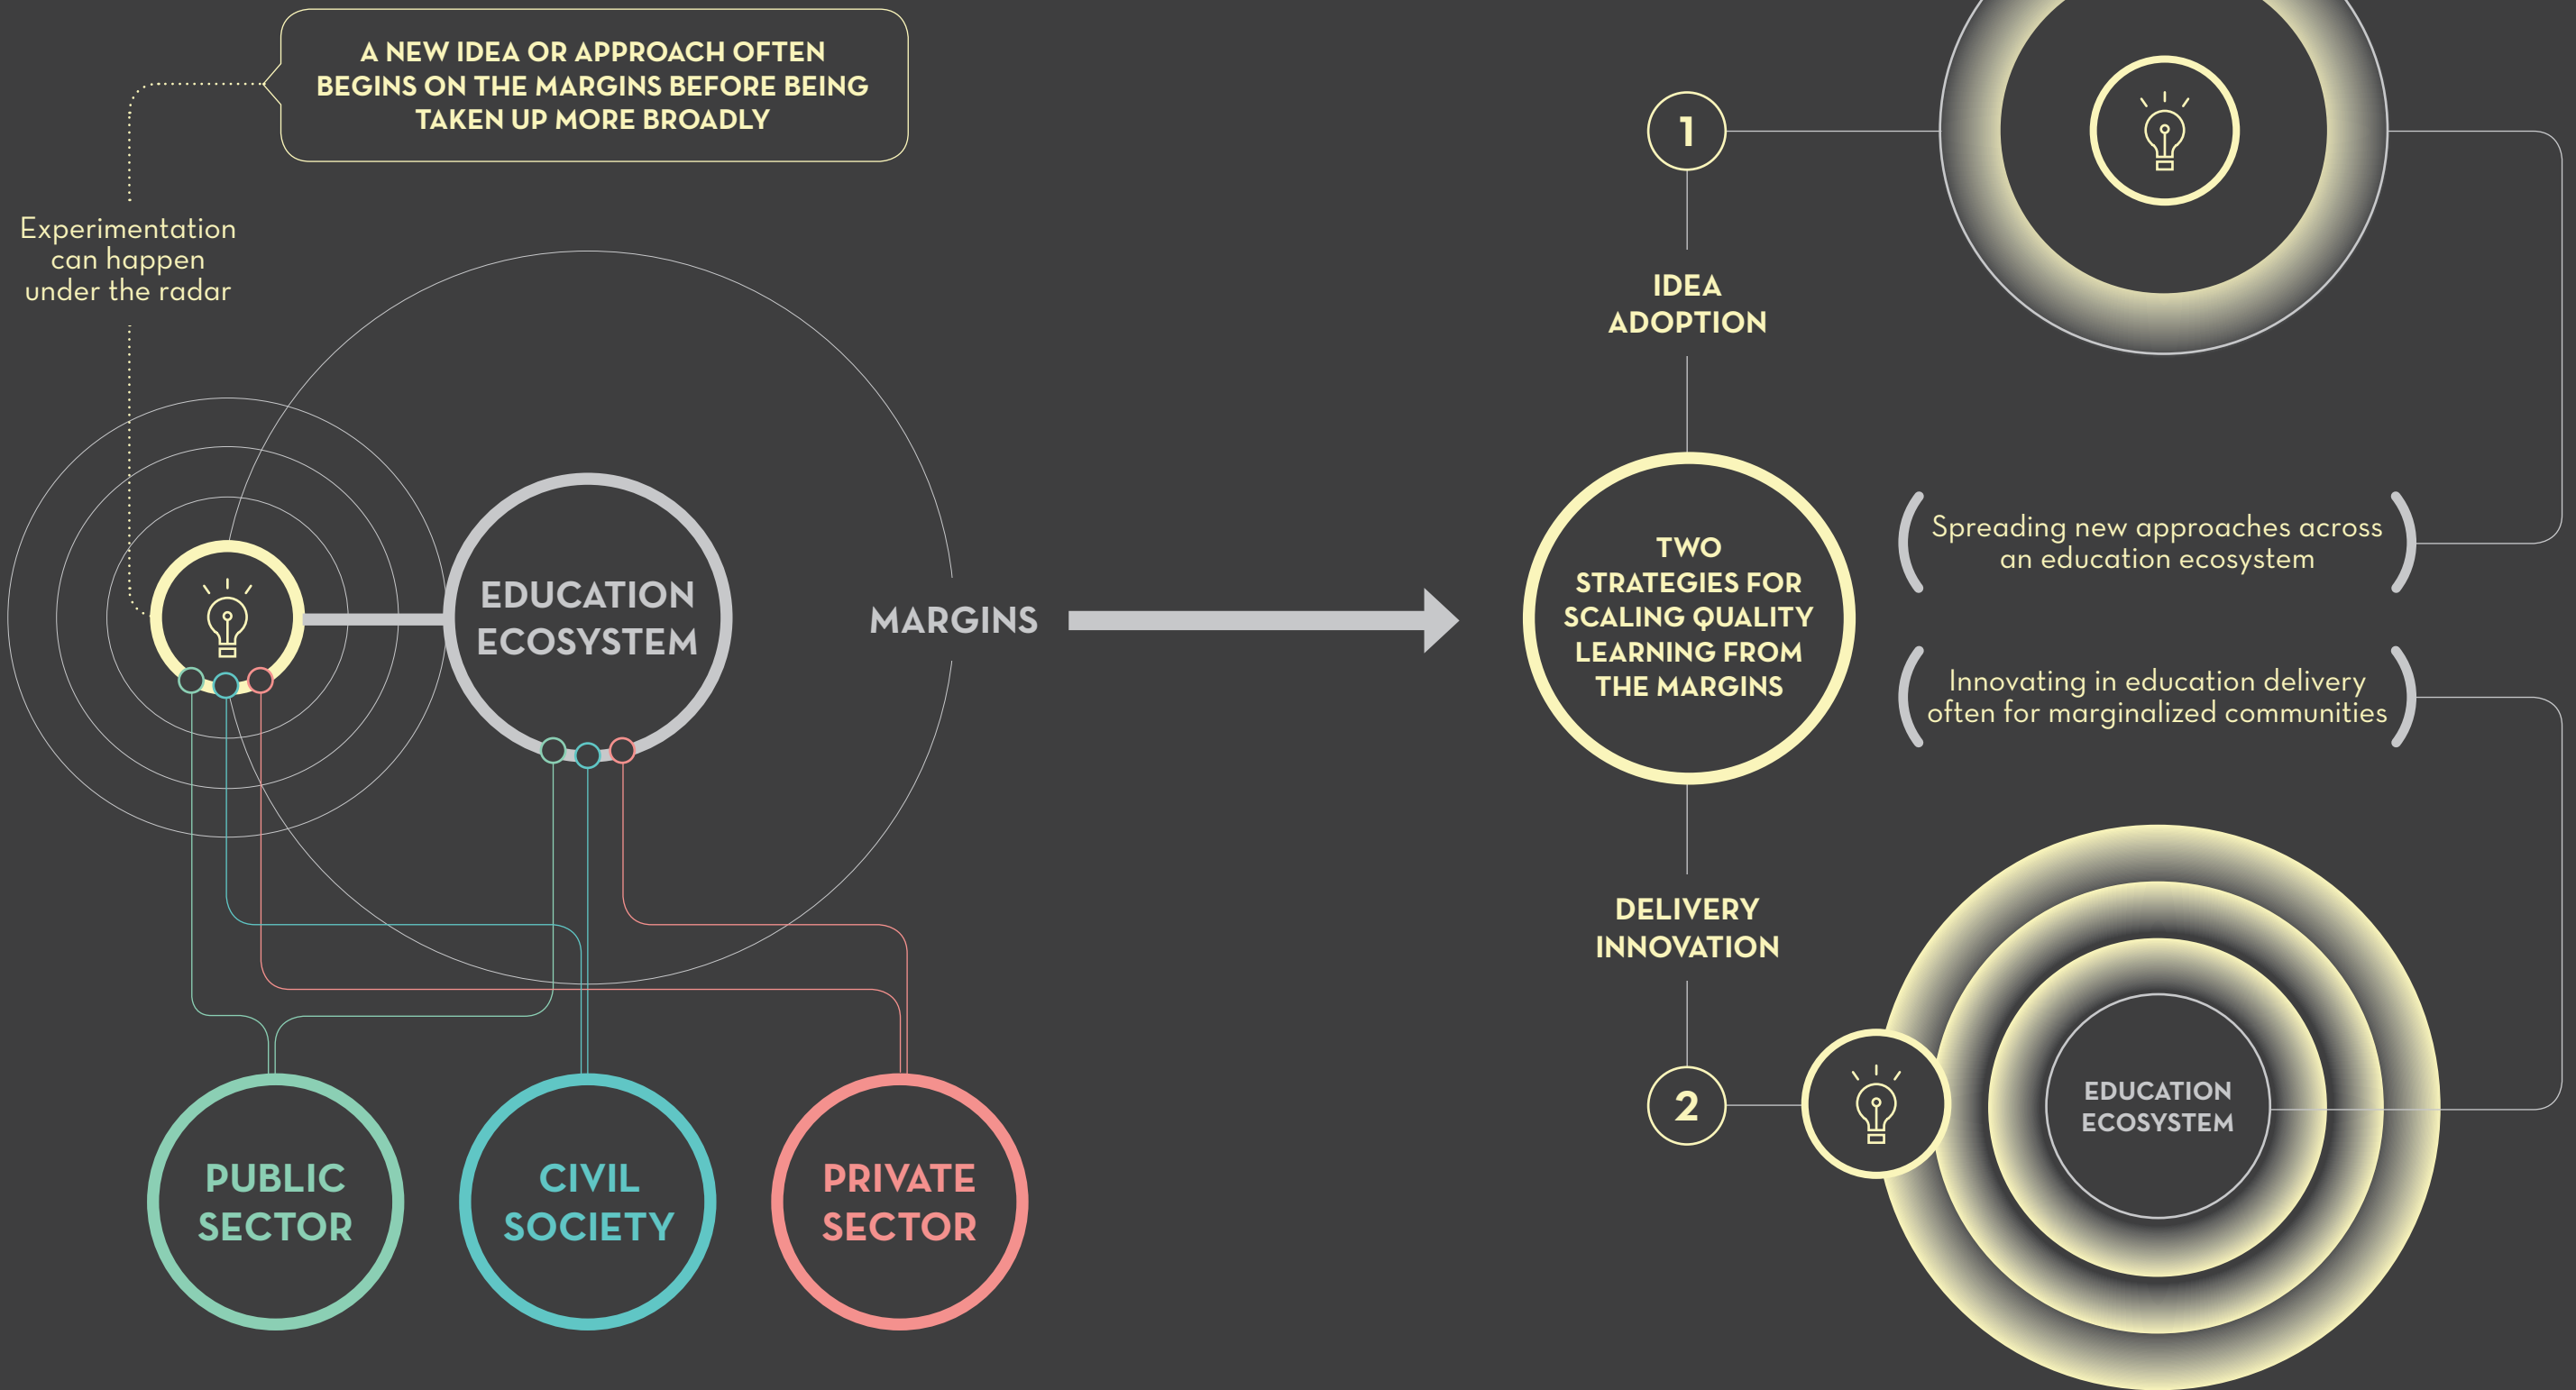 A NEW IDEA OR APPROACH OFTEN
BEGINS ON THE MARGINS BEFORE BEING
TAKEN UP MORE BROADLY
Experimentation
can happen
under the radar
EDUCATION
ECOSYSTEM
MARGINS
PUBLIC
SECTOR
CIVIL
SOCIETY
PRIVATE
SECTOR
1
IDEA
ADOPTION
TWO
STRATEGIES FOR
SCALING QUALITY
LEARNING FROM
THE MARGINS
Spreading new approaches across
an education ecosystem
Innovating in education delivery
often for marginalized communities
DELIVERY
INNOVATION
2
EDUCATION
ECOSYSTEM